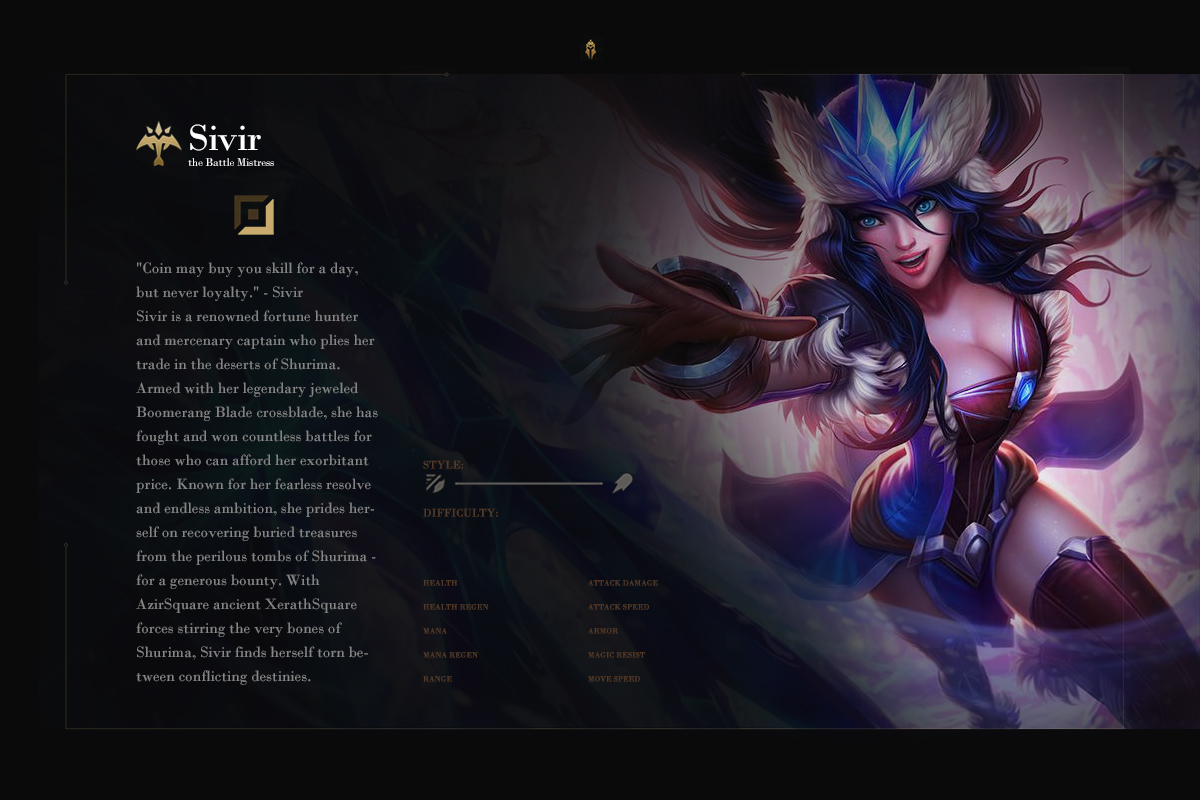 Sivir
the Battle Mistress
"Coin may buy you skill for a day,
but never loyalty." - Sivir
Sivir is a renowned fortune hunter
and mercenary captain who plies her
trade in the deserts of Shurima.
Armed with her legendary jeweled
Boomerang Blade crossblade, she has
fought and won countless battles for
those who can afford her exorbitant
price. Known for her fearless resolve
and endless ambition, she prides her-
self on recovering buried treasures
from the perilous tombs of Shurima -
for a generous bounty. With
AzirSquare ancient XerathSquare
forces stirring the very bones of
Shurima, Sivir finds herself torn be-
tween conflicting destinies.
STYLE:
DIFFICULTY:
HEALTH
HEALTH REGEN
MANA
MANA REGEN
RANGE
ATTACK DAMAGE
ATTACK SPEED
ARMOR
MAGIC RESIST
MOVE SPEED